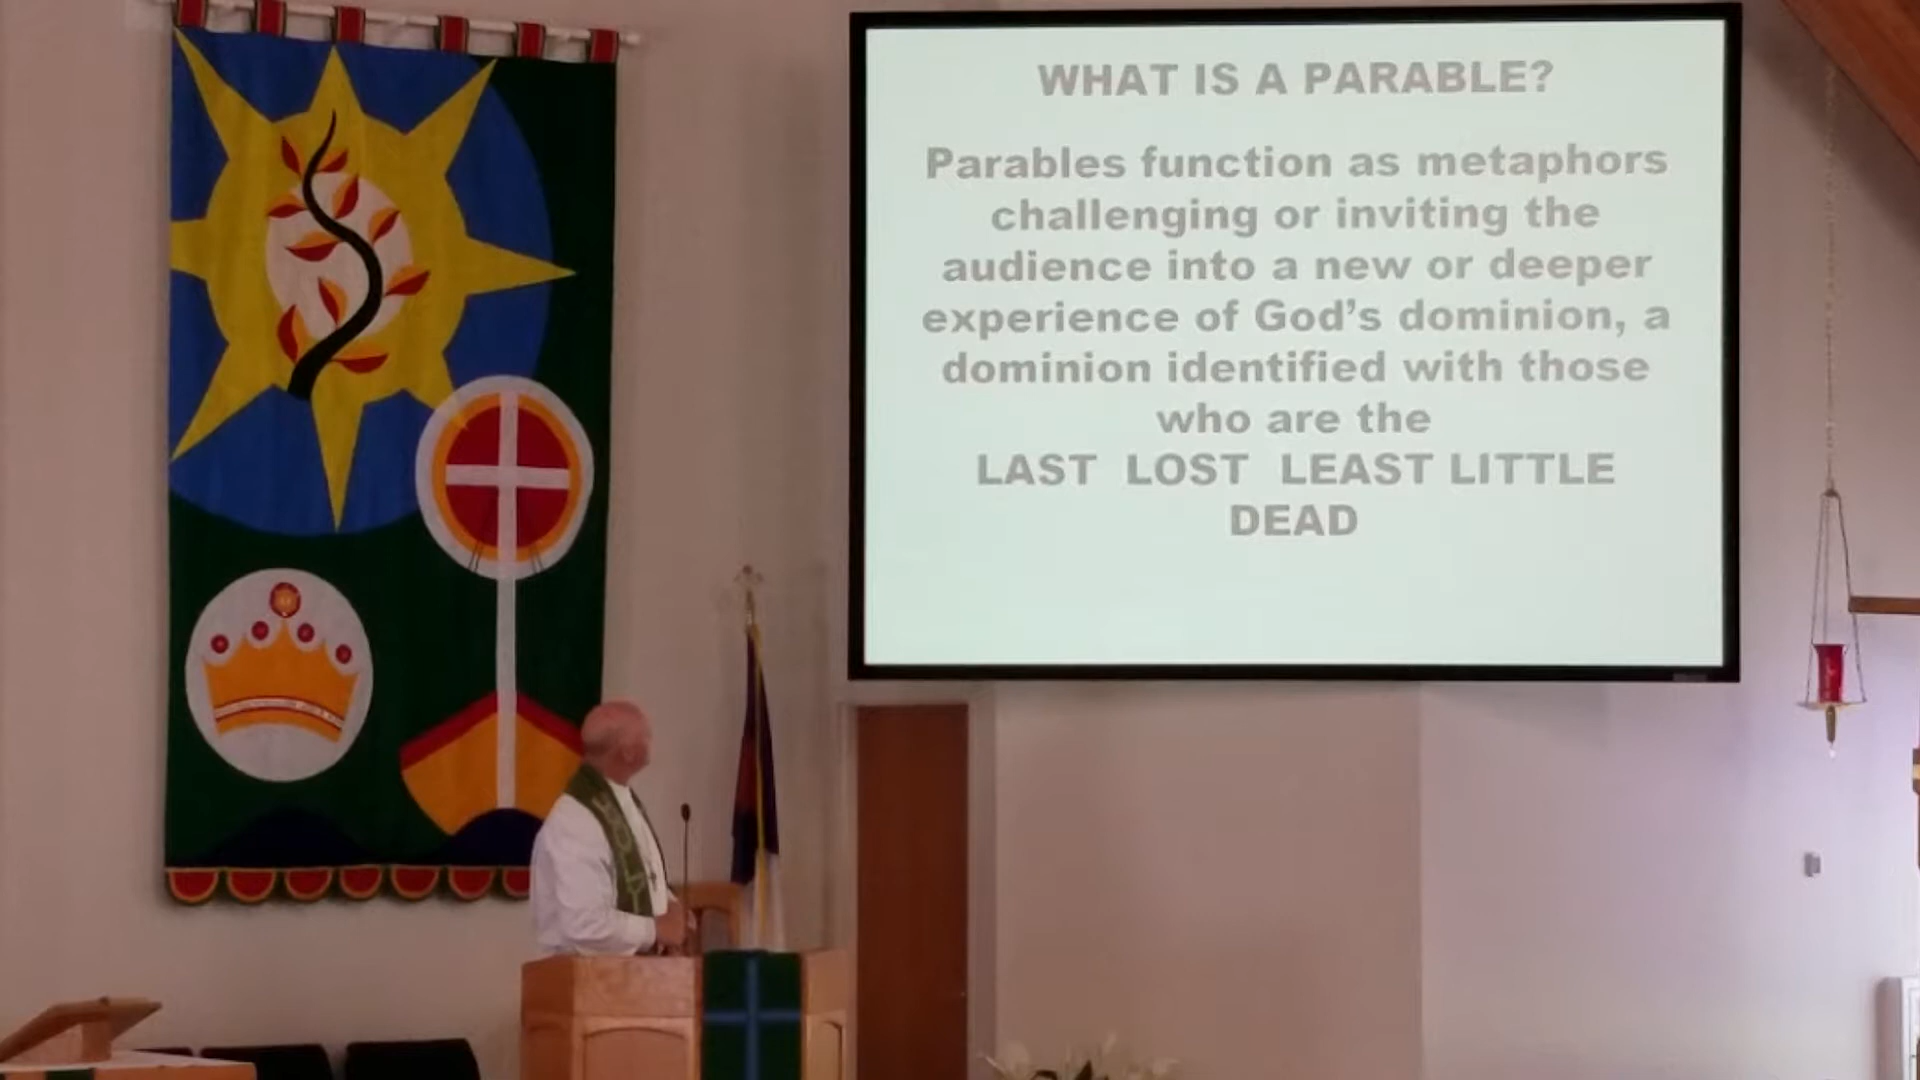 WHAT IS A PARABLE?
Parables function as metaphors
challenging or inviting the
audience into a new or deeper
experience of God’s dominion, a
dominion identified with those
who are the
LAST LOST LEAST LITTLE
DEAD